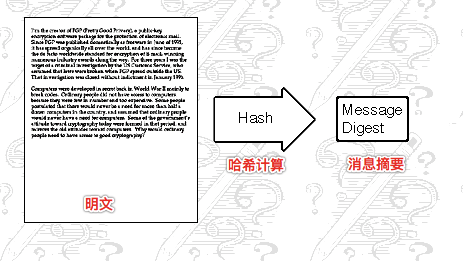 I'm the creator of PGP (Pretty Good Privacy), a public-key
encryption software package for the protection of electronic mail.
Since PGP was published domestically as freeware in June of 1991,
it has spread organically all over the world, and has since become
the de facto worldwide standard for encryption of E-mail, winning
numerous industry awards along the way. For three years I was the
target of a criminal investigation by the US Customs Service, who
assumed that laws were broken when PGP spread outside the US.
That investigation was closed without indictment in January 1996.
Computers were developed in secret back in World War II mainly to
break codes. Ordinary people did not have access to computers,
because they were few in number and too expensive. Some people
postulated that there would never be a need for more than half a
dozen computers in the country, and assumed that ordinary people
would never have a need for computers. Some of the government's
attitude toward cryptography today were formed in that period, and
mirrors the old attitudes toward computers. Why would ordinary
people need to have access to good cryptography?
明文
Hash
哈希计算
Message
Digest
消息摘要